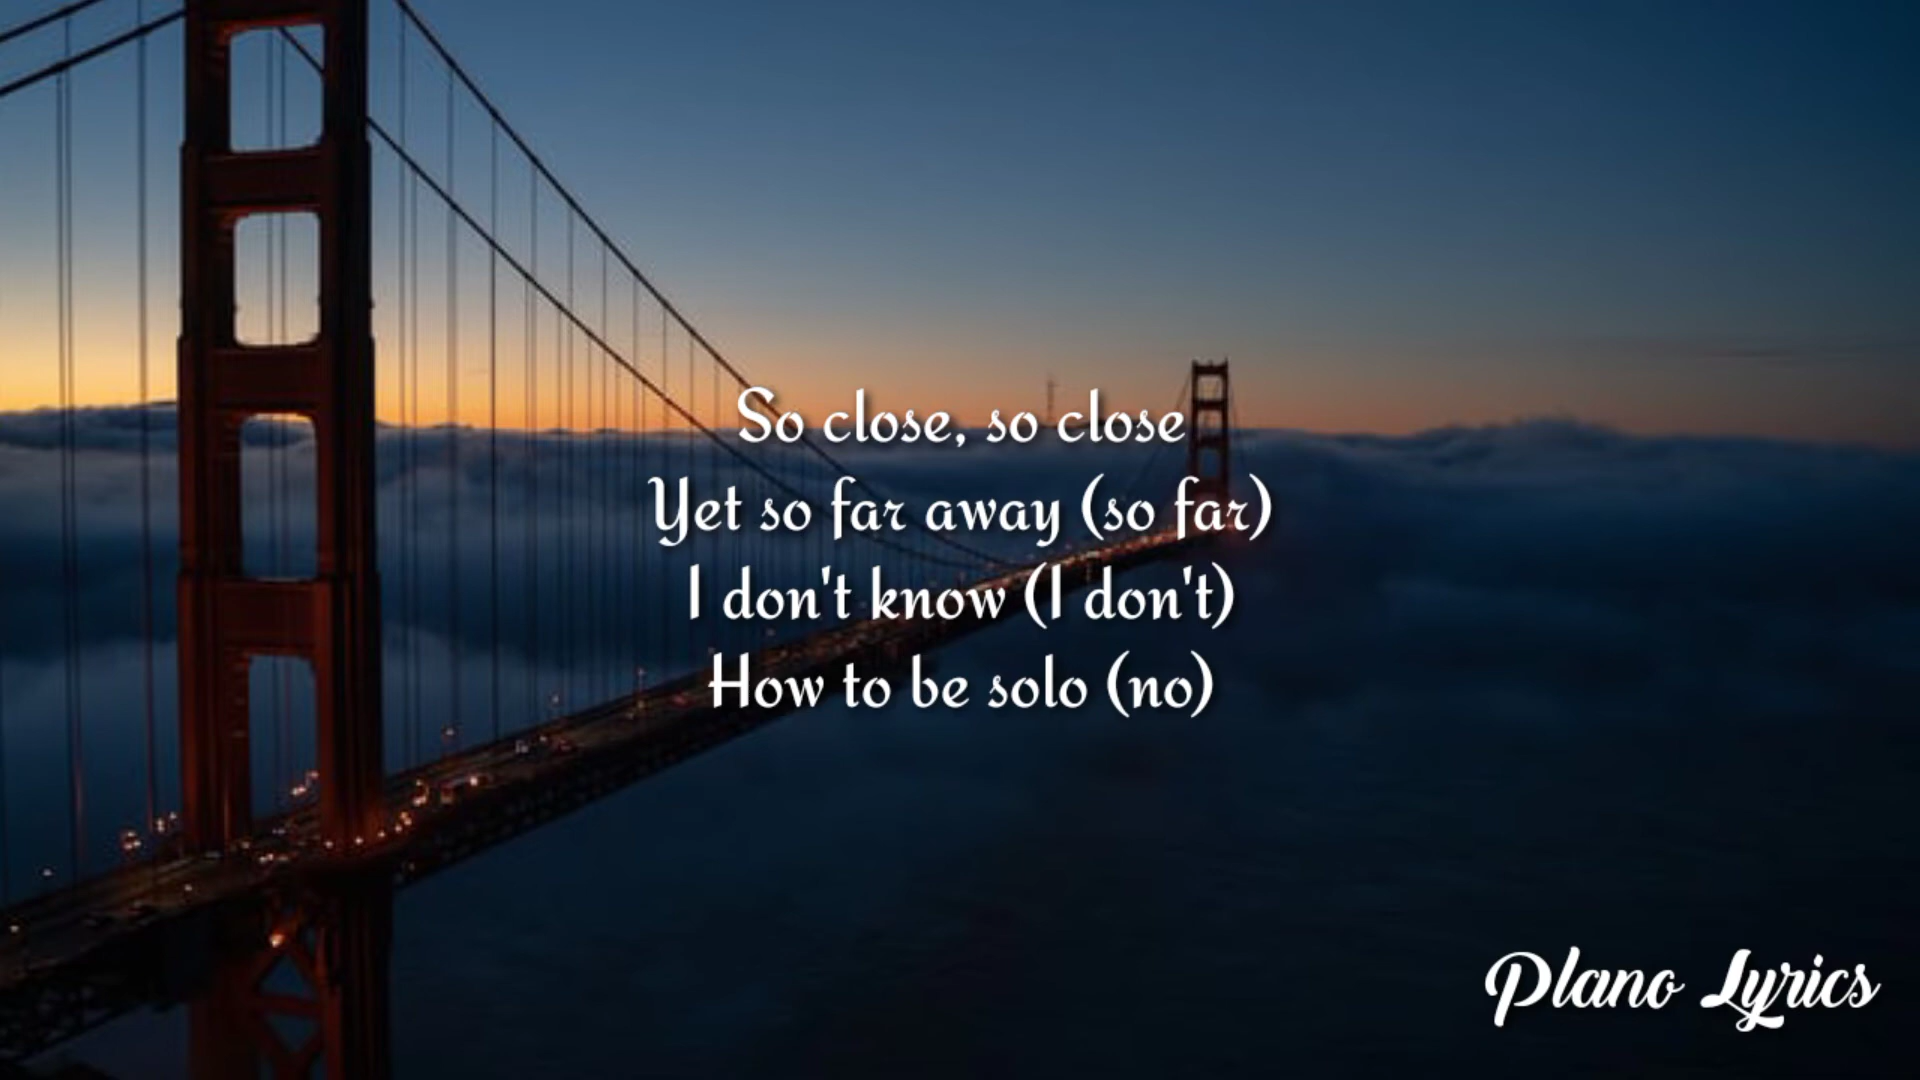 So close, so close
Yet so far away (so far)
I don't know (I don't)
How to be solo (no)
Plano Lyrics